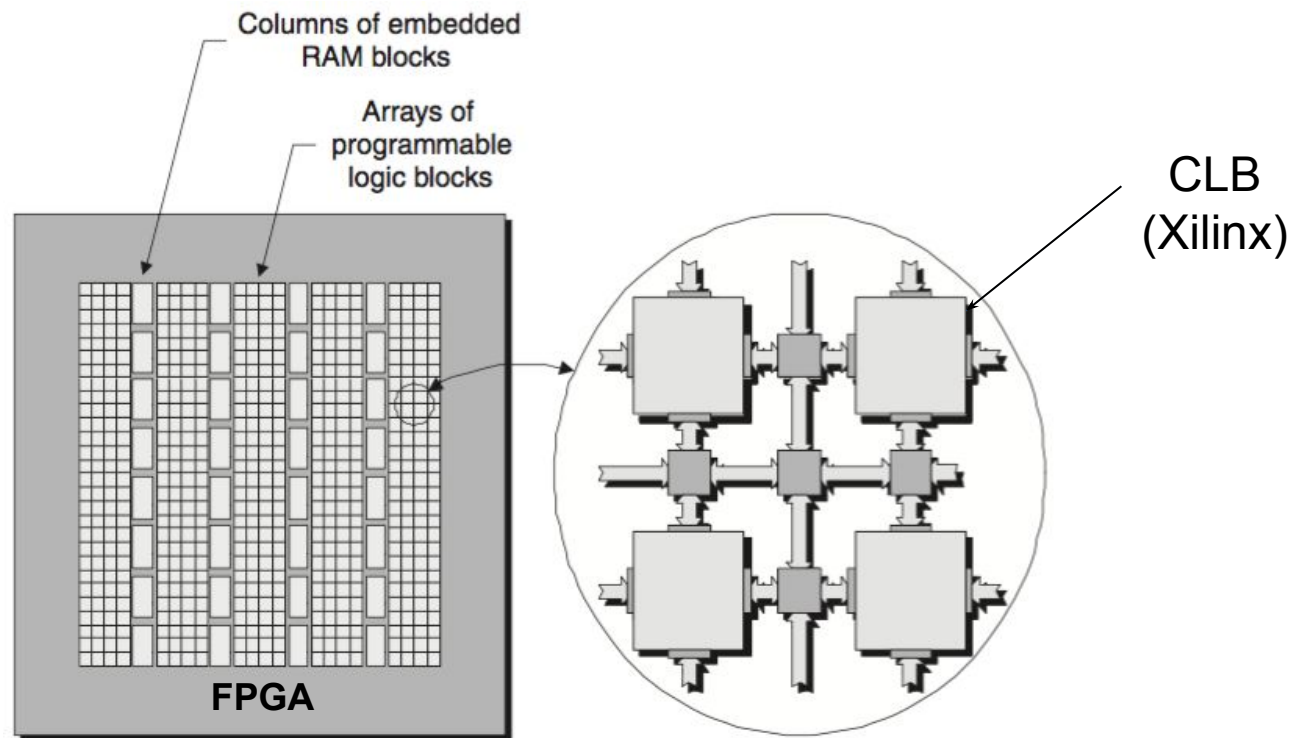 Columns of embedded
RAM blocks
Arrays of
programmable
logic blocks
CLB
(Xilinx)
FPGA